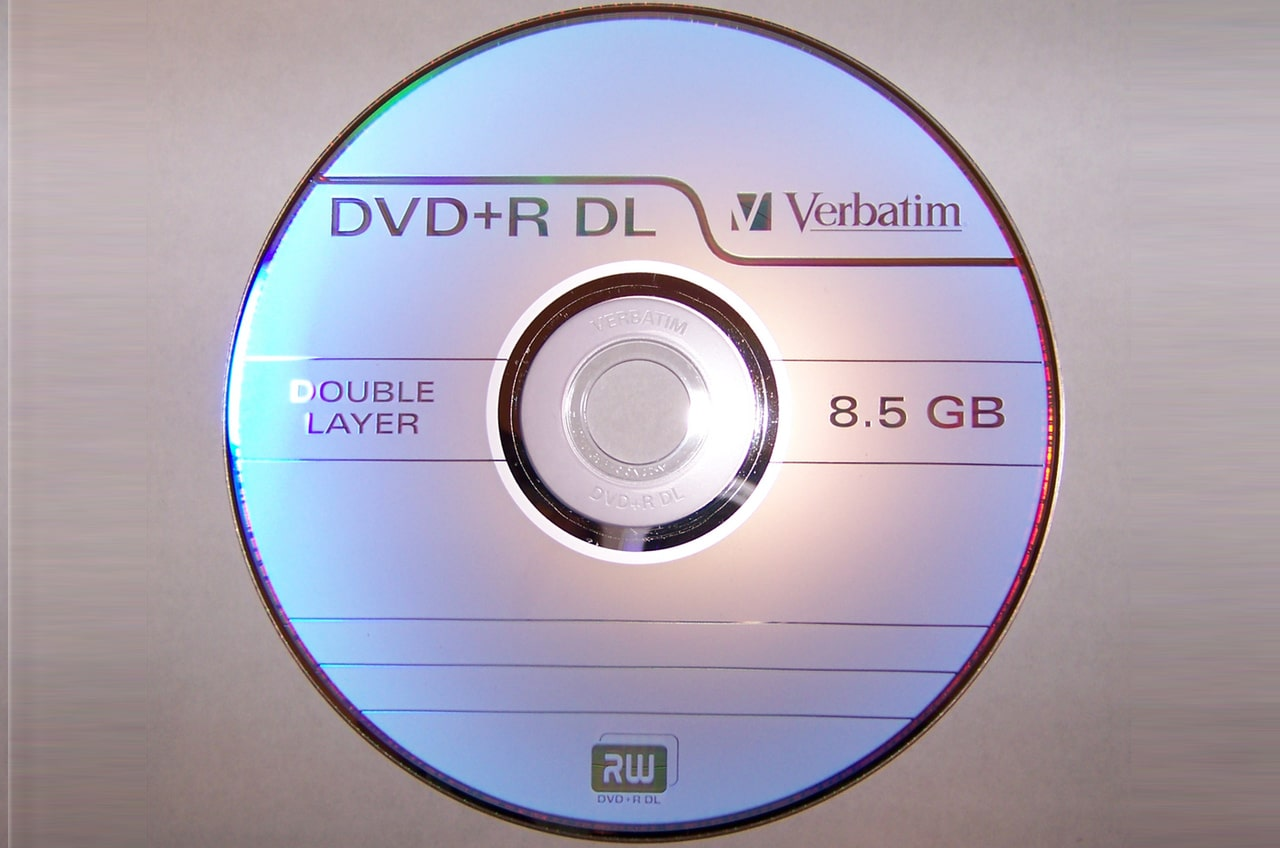 DVD+R DL
Verbatim
VERBATIM
DOUBLE
LAYER
8.5 GB
DVD+R DL
RW
DVD+R DL